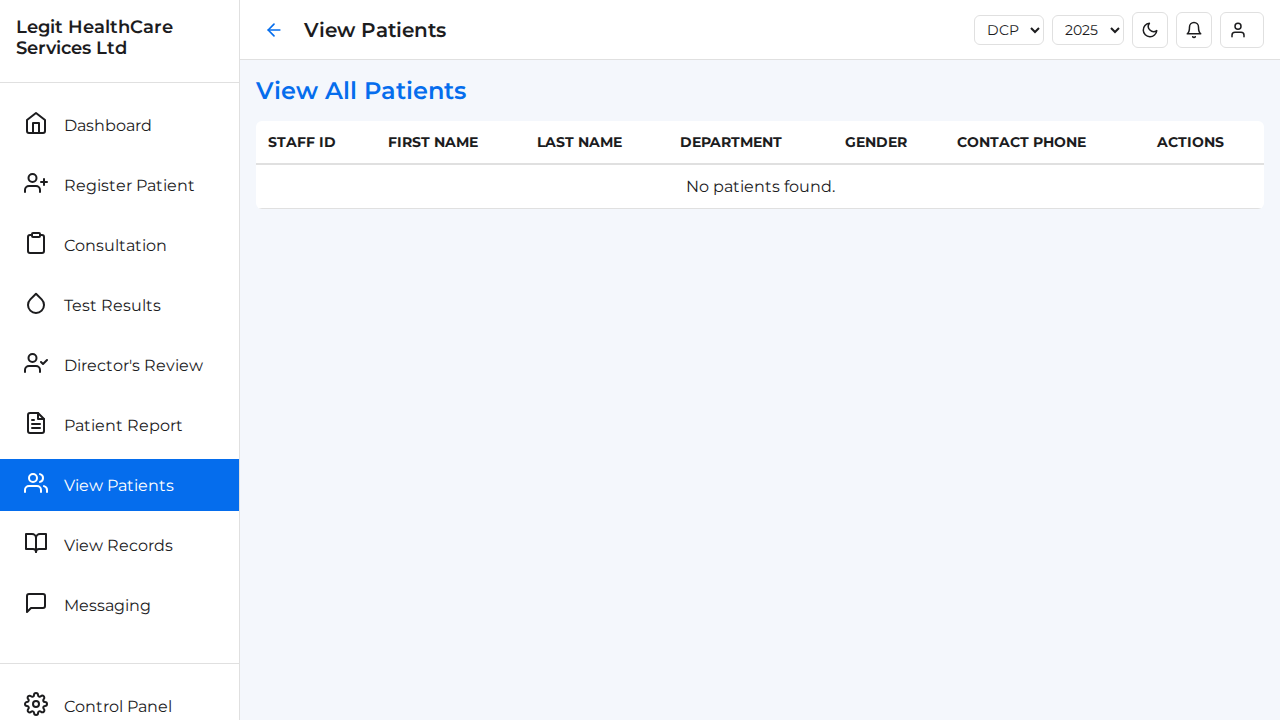 Legit HealthCare
Services Ltd
Dashboard
Register Patient
Consultation
Test Results
Director's Review
Patient Report
View Patients
View Records
Messaging
Control Panel
View Patients
DCP
2025
View All Patients
STAFF ID FIRST NAME LAST NAME DEPARTMENT GENDER CONTACT PHONE ACTIONS
No patients found.